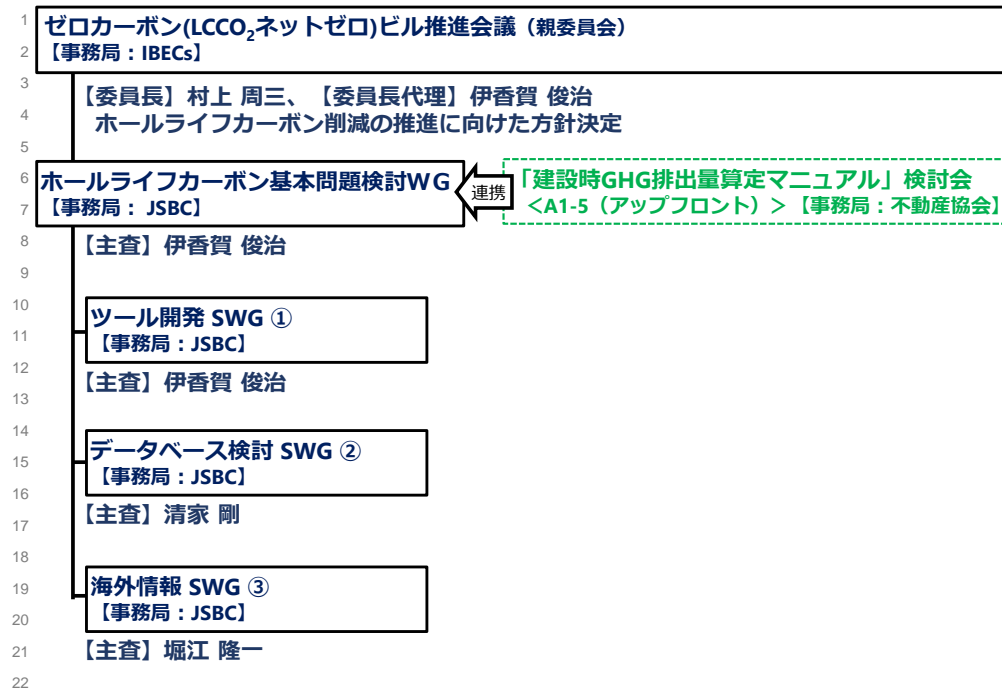 1
ゼロカーボン(LCCO2ネットゼロ)ビル推進会議（親委員会）
2
【事務局：IBECs】
3
【委員長】村上 周三、【委員長代理】伊香賀 俊治
4
ホールライフカーボン削減の推進に向けた方針決定
5
6
ホールライフカーボン基本問題検討WG
連携
「建設時GHG排出量算定マニュアル」検討会
7
【事務局： JSBC】
<A1-5（アップフロント）>【事務局：不動産協会】
8
【主査】伊香賀 俊治
9
10
ツール開発 SWG ①
11
【事務局：JSBC】
12
【主査】伊香賀 俊治
13
14
データベース検討 SWG ②
15
【事務局：JSBC】
16
【主査】清家 剛
17
18
海外情報 SWG ③
19
【事務局：JSBC】
20
21
【主査】堀江 隆一
22